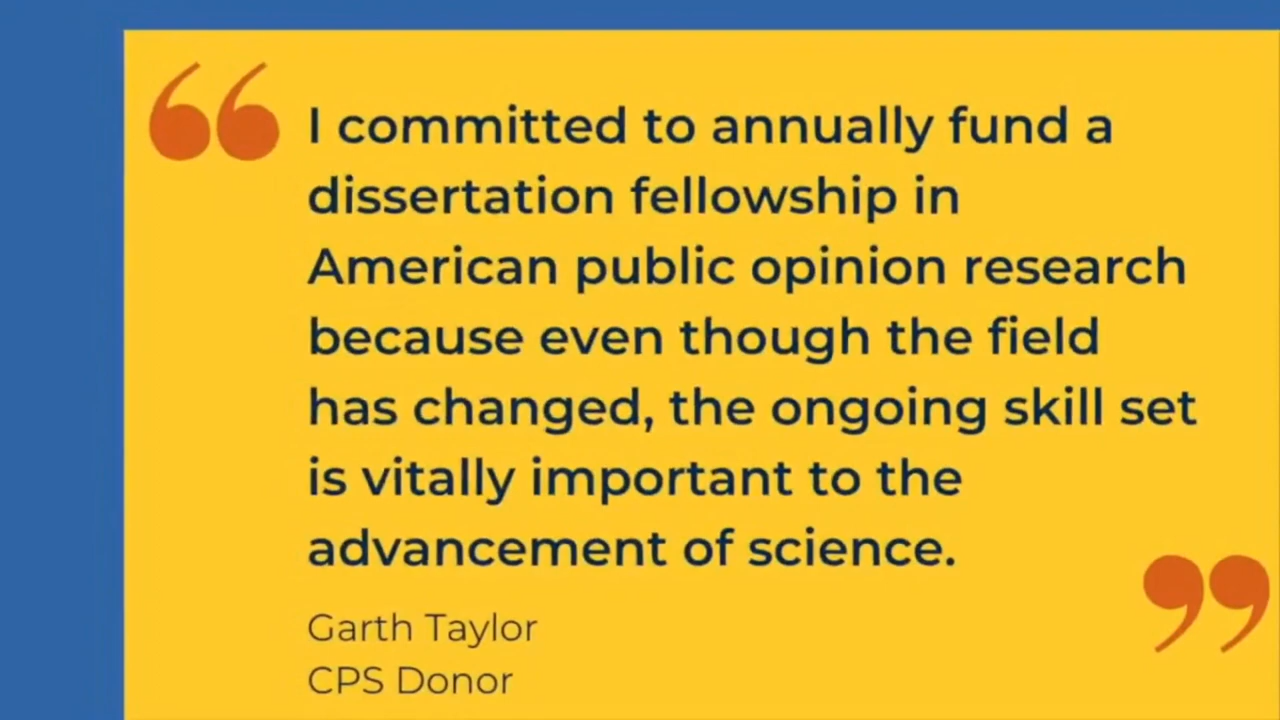 “ I committed to annually fund a
dissertation fellowship in
American public opinion research
because even though the field
has changed, the ongoing skill set
is vitally important to the
advancement of science. ”
Garth Taylor
CPS Donor